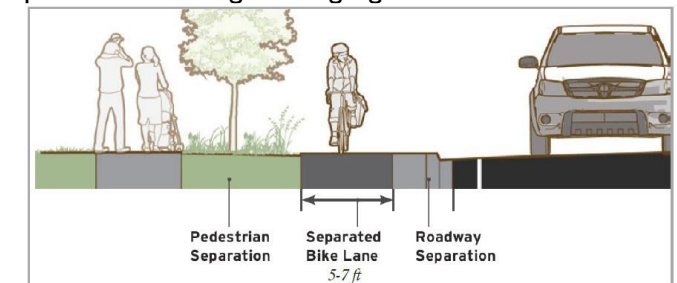 Pedestrian
Separation
Separated
Bike Lane
5-7 ft
Roadway
Separation